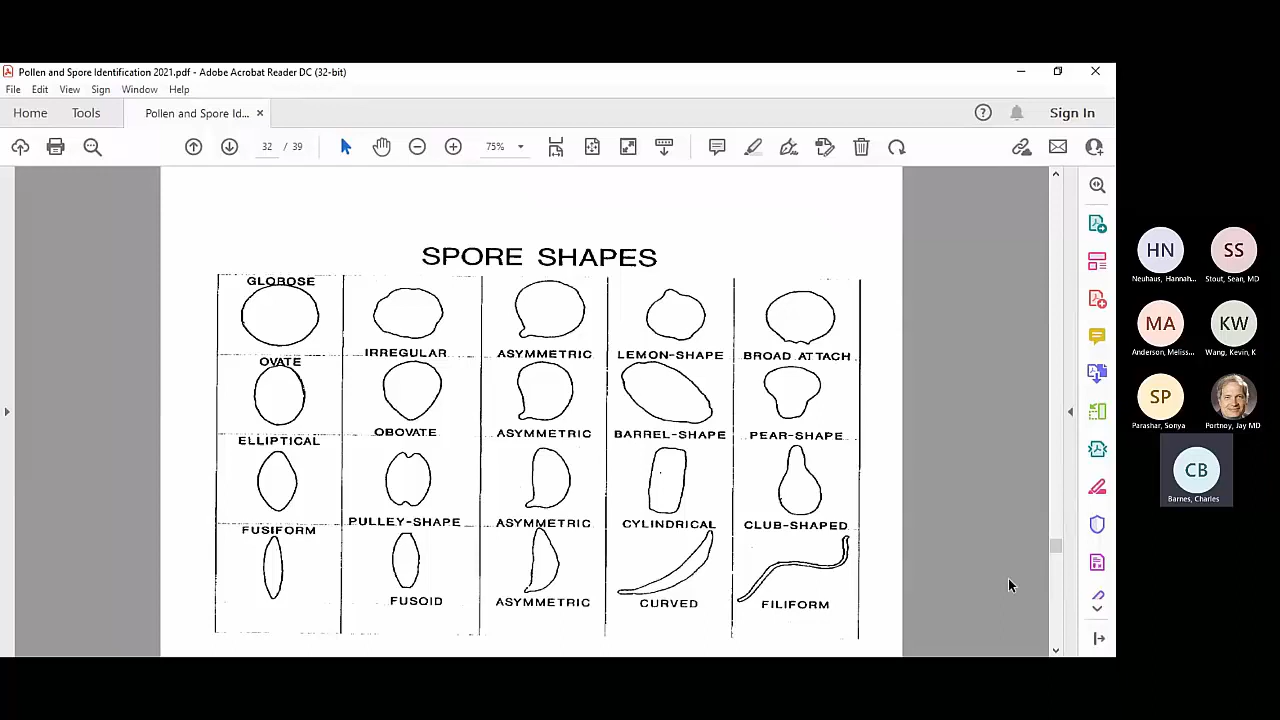 Pollen and Spore Identification 2021.pdf - Adobe Acrobat Reader DC (32-bit)
File Edit View Sign Window Help
Home Tools Pollen and Spore Id... × Sign In
32 / 39 75%
SPORE SHAPES
GLOBOSE
IRREGULAR ASYMMETRIC LEMON-SHAPE BROAD ATTACH
OVATE
OBOVATE ASYMMETRIC BARREL-SHAPE PEAR-SHAPE
ELLIPTICAL
PULLEY-SHAPE ASYMMETRIC CYLINDRICAL CLUB-SHAPED
FUSIFORM
FUSOID ASYMMETRIC CURVED FILIFORM
HN SS
Neuhaus, Hannah... Stout, Sean, MD
MA KW
Anderson, Meliss... Wang, Kevin, K
SP
Parashar, Sonya Portnoy, Jay MD
CB
Barnes, Charles